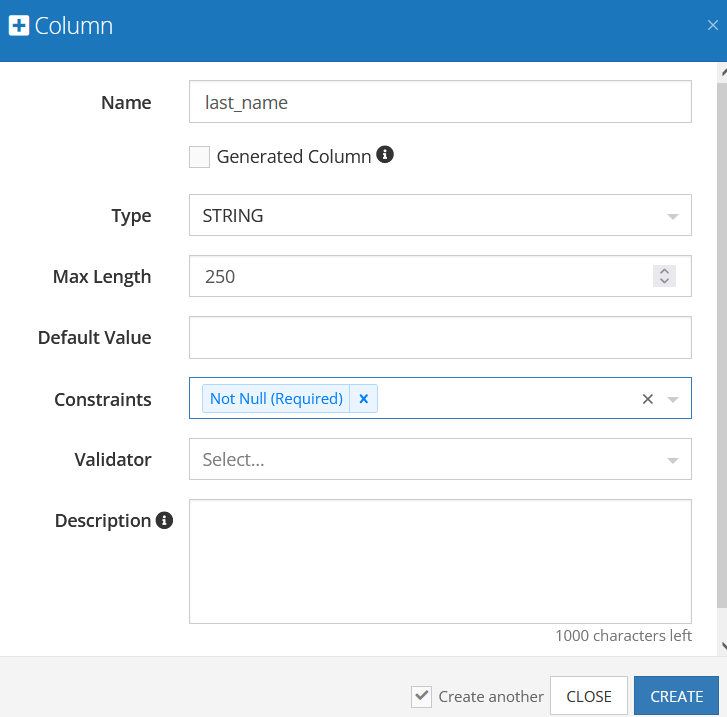 Column
Name
last_name
Generated Column
Type
STRING
Max Length
250
Default Value
Constraints
Not Null (Required)
Validator
Select...
Description
1000 characters left
Create another
CLOSE
CREATE